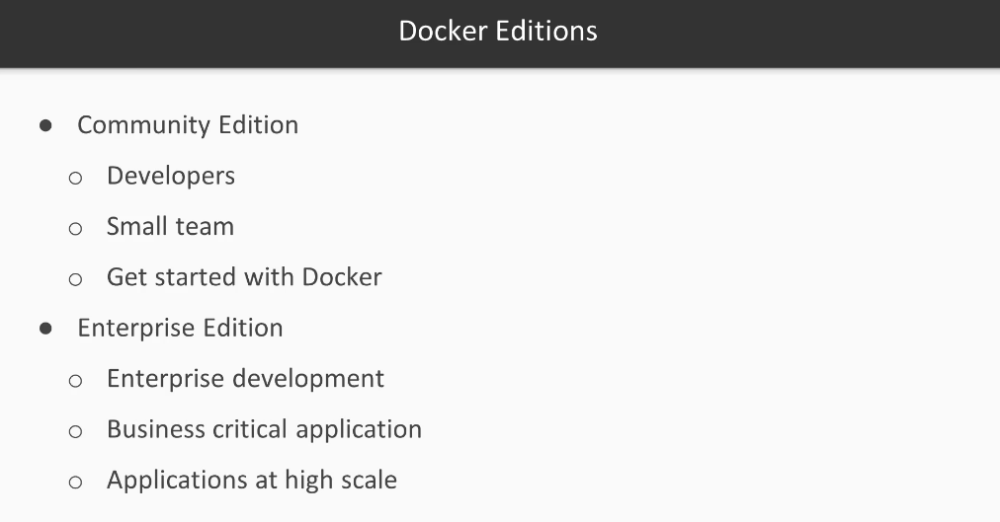 Docker Editions
● Community Edition
○ Developers
○ Small team
○ Get started with Docker
● Enterprise Edition
○ Enterprise development
○ Business critical application
○ Applications at high scale